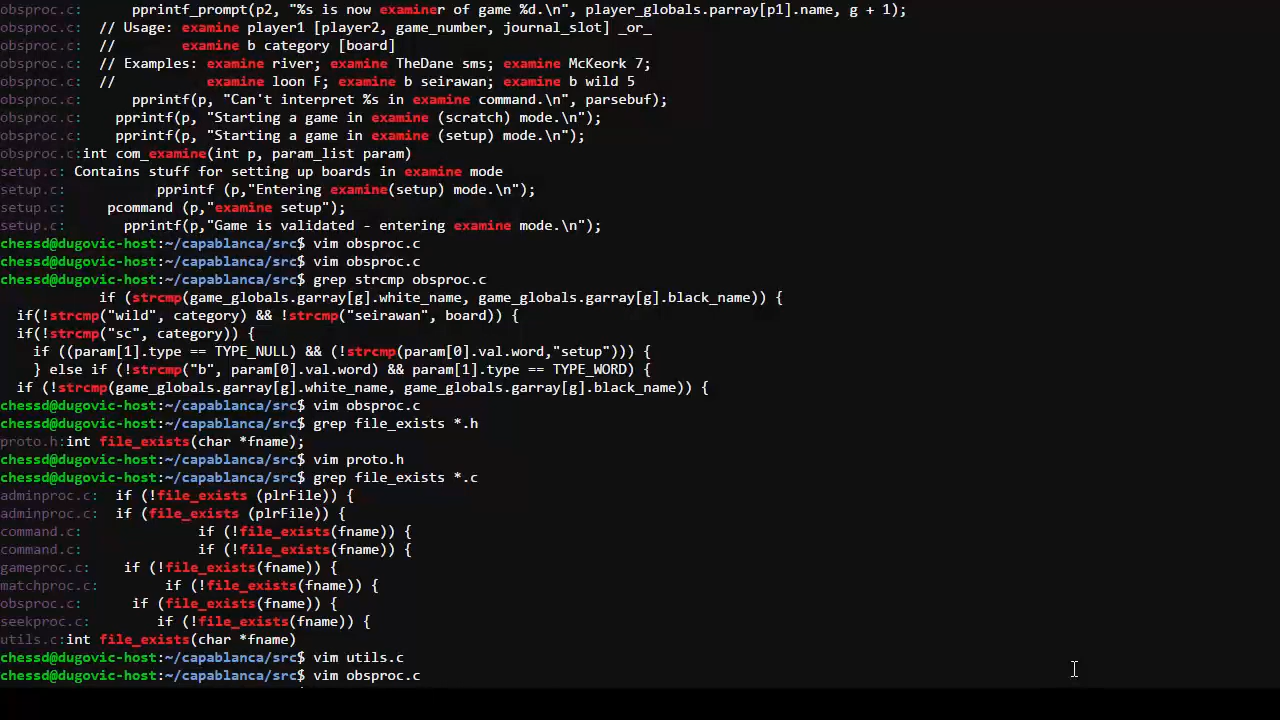 obsproc.c:      pprintf_prompt(p2, "%s is now examiner of game %d.\n", player_globals.parray[p1].name, g + 1);
obsproc.c:  // Usage: examine player1 [player2, game_number, journal_slot] _or_
obsproc.c:  //        examine b category [board]
obsproc.c:  // Examples: examine river; examine TheDane sms; examine McKeork 7;
obsproc.c:  //           examine loon F; examine b seirawan; examine b wild 5
obsproc.c:      pprintf(p, "Can't interpret %s in examine command.\n", parsebuf);
obsproc.c:    pprintf(p, "Starting a game in examine (scratch) mode.\n");
obsproc.c:    pprintf(p, "Starting a game in examine (setup) mode.\n");
obsproc.c:int com_examine(int p, param_list param)
setup.c: Contains stuff for setting up boards in examine mode
setup.c:           pprintf (p,"Entering examine(setup) mode.\n");
setup.c:     pcommand (p,"examine setup");
setup.c:       pprintf(p,"Game is validated - entering examine mode.\n");
chessd@dugovic-host:~/capablanca/src$ vim obsproc.c
chessd@dugovic-host:~/capablanca/src$ vim obsproc.c
chessd@dugovic-host:~/capablanca/src$ grep strcmp obsproc.c
            if (strcmp(game_globals.garray[g].white_name, game_globals.garray[g].black_name)) {
  if(!strcmp("wild", category) && !strcmp("seirawan", board)) {
  if(!strcmp("sc", category)) {
    if ((param[1].type == TYPE_NULL) && (!strcmp(param[0].val.word,"setup"))) {
    } else if (!strcmp("b", param[0].val.word) && param[1].type == TYPE_WORD) {
  if (!strcmp(game_globals.garray[g].white_name, game_globals.garray[g].black_name)) {
chessd@dugovic-host:~/capablanca/src$ vim obsproc.c
chessd@dugovic-host:~/capablanca/src$ grep file_exists *.h
proto.h:int file_exists(char *fname);
chessd@dugovic-host:~/capablanca/src$ vim proto.h
chessd@dugovic-host:~/capablanca/src$ grep file_exists *.c
adminproc.c:  if (!file_exists (plrFile)) {
adminproc.c:  if (file_exists (plrFile)) {
command.c:              if (!file_exists(fname)) {
command.c:              if (!file_exists(fname)) {
gameproc.c:    if (!file_exists(fname)) {
matchproc.c:        if (!file_exists(fname)) {
obsproc.c:      if (file_exists(fname)) {
seekproc.c:        if (!file_exists(fname)) {
utils.c:int file_exists(char *fname)
chessd@dugovic-host:~/capablanca/src$ vim utils.c
chessd@dugovic-host:~/capablanca/src$ vim obsproc.c